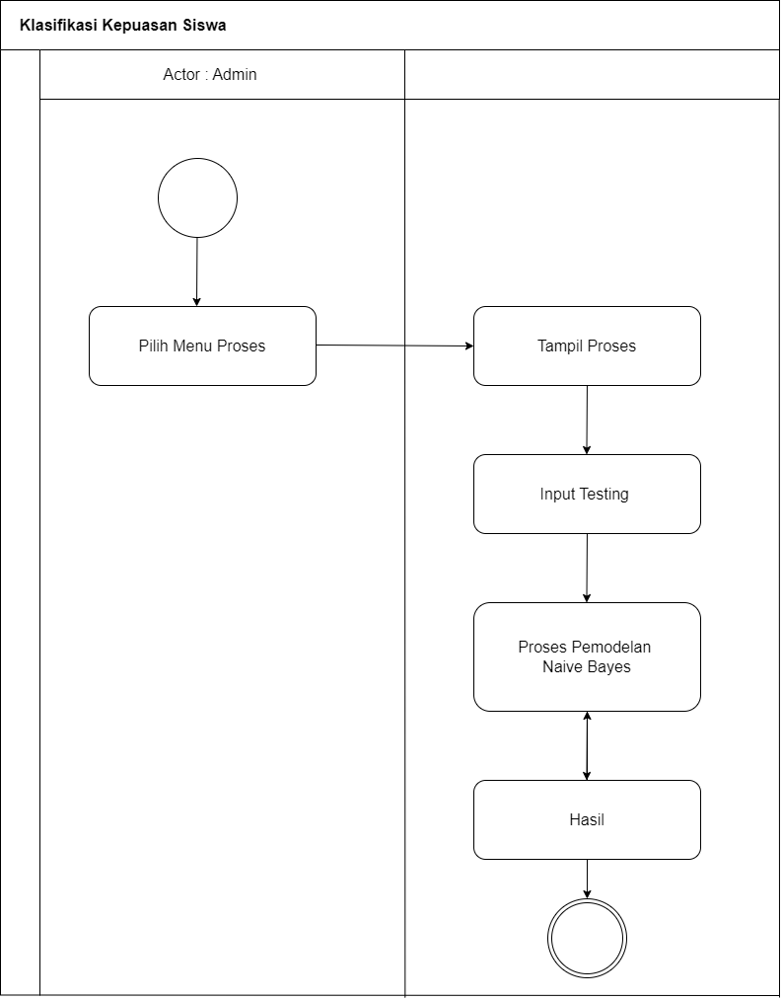 Klasifikasi Kepuasan Siswa
Actor : Admin
Pilih Menu Proses
Tampil Proses
Input Testing
Proses Pemodelan
Naive Bayes
Hasil